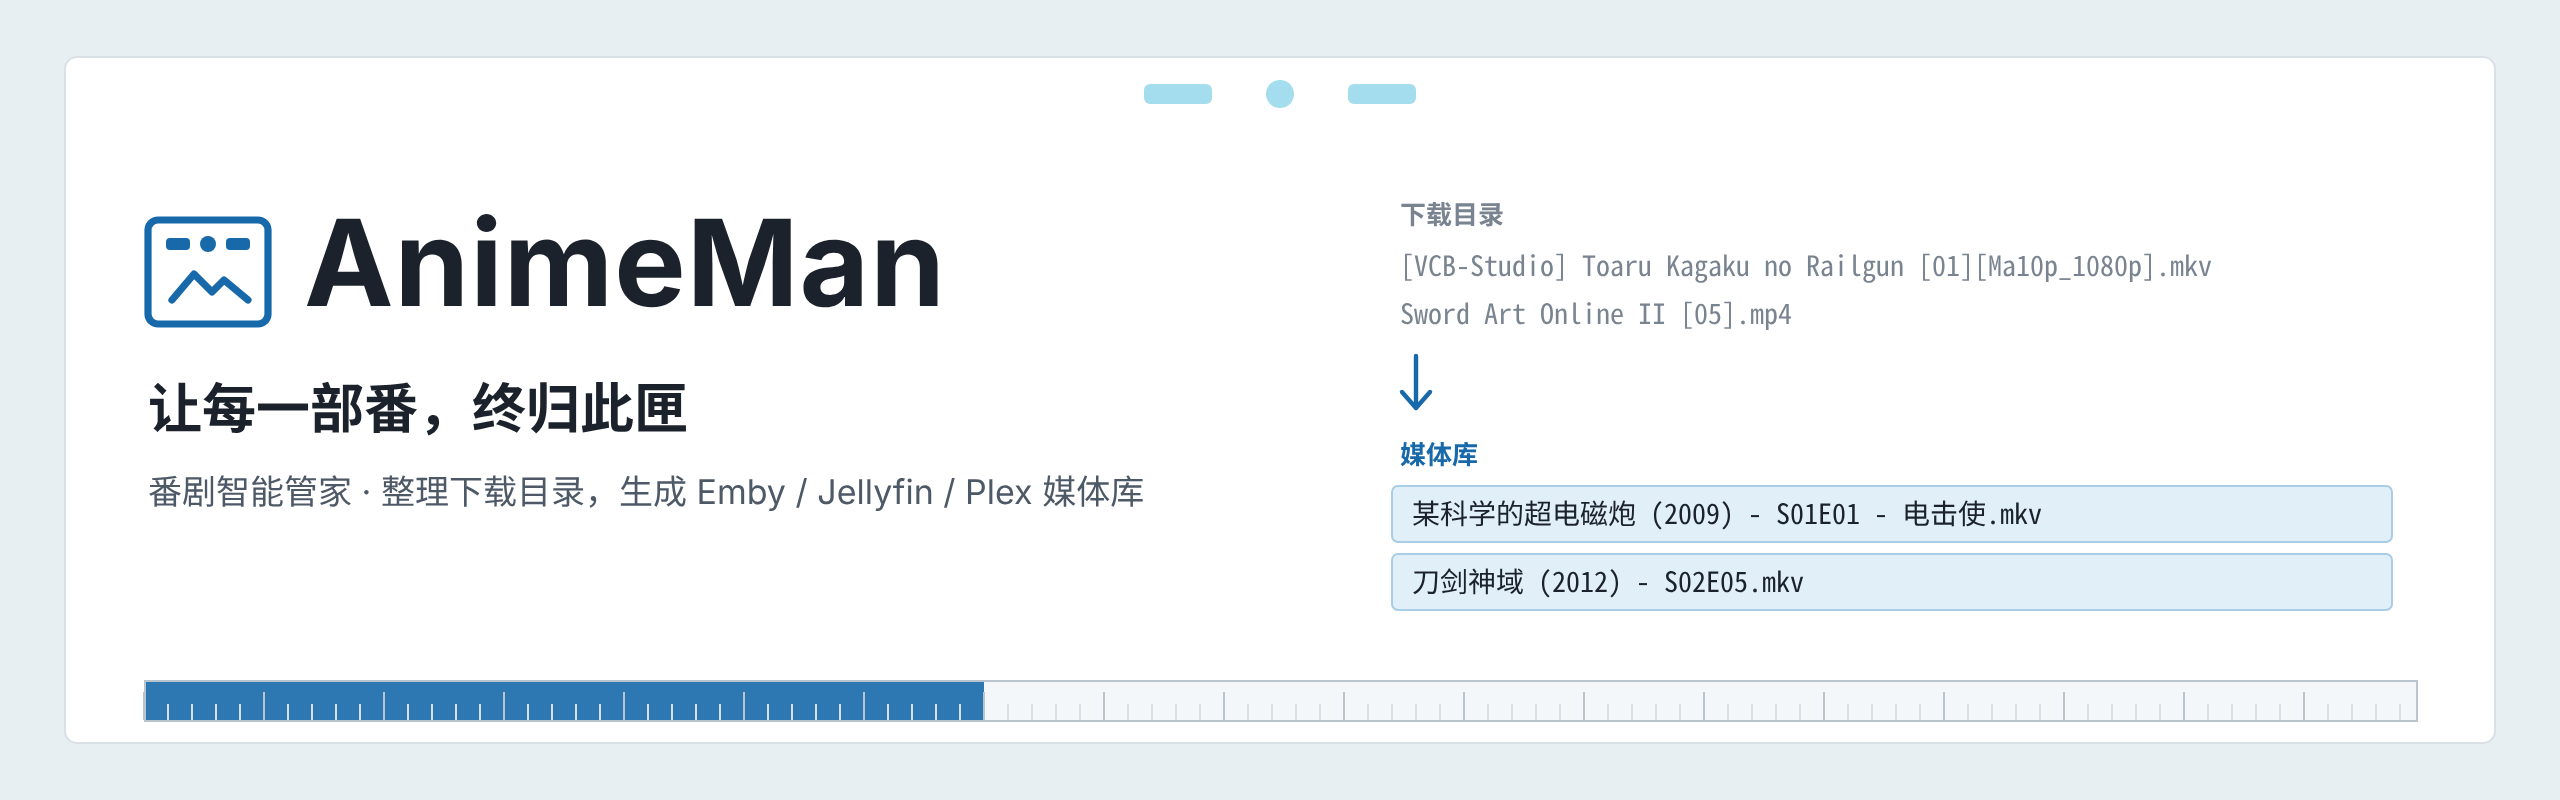 AnimeMan
让每一部番，终归此匣
番剧智能管家 · 整理下载目录，生成 Emby / Jellyfin / Plex 媒体库
下载目录
[VCB-Studio] Toaru Kagaku no Railgun [01][Ma10p_1080p].mkv
Sword Art Online II [05].mp4
媒体库
某科学的超电磁炮 (2009) - S01E01 - 电击使.mkv
刀剑神域 (2012) - S02E05.mkv